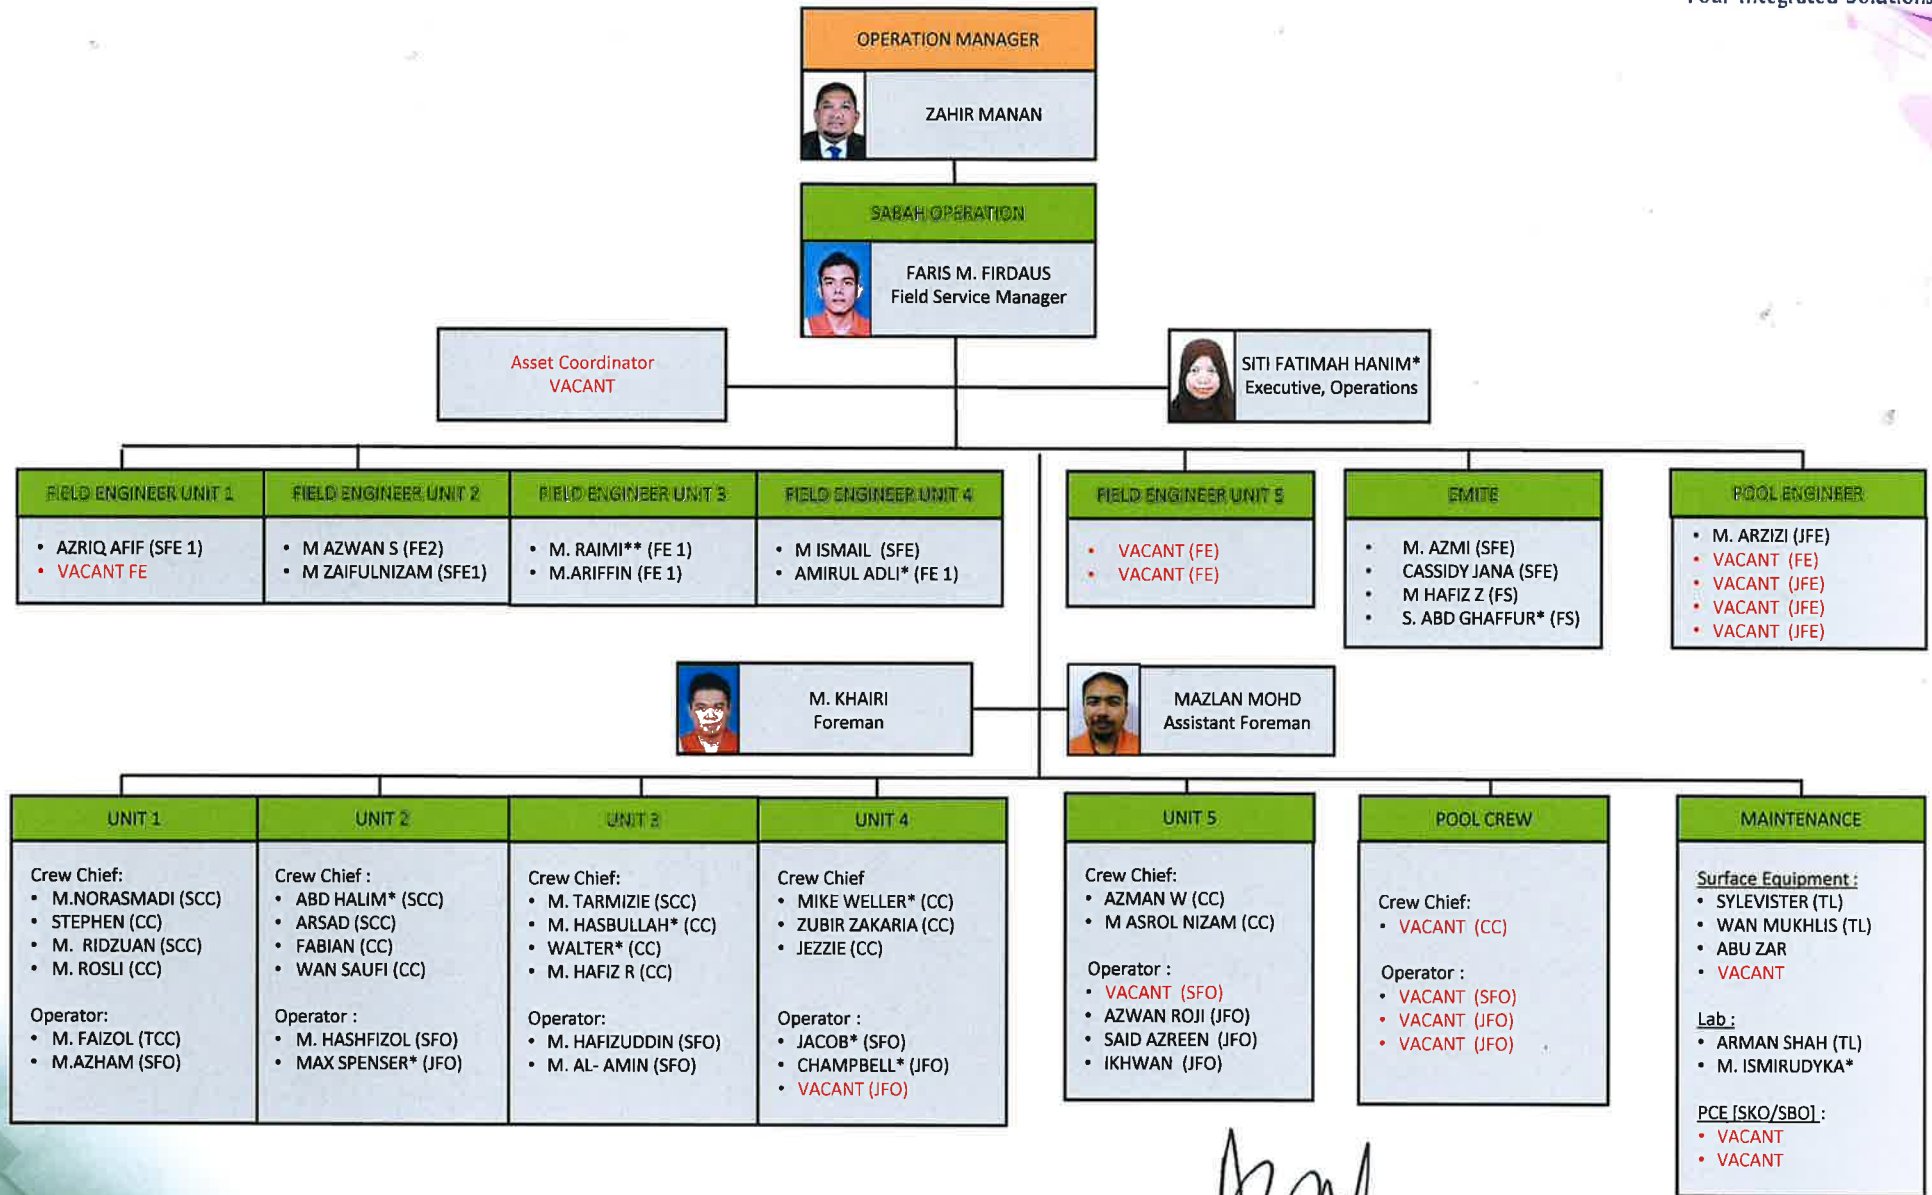 Your Integrated Solutions
OPERATION MANAGER
ZAHIR MANAN
SABAH OPERATION
FARIS M. FIRDAUS
Field Service Manager
Asset Coordinator
VACANT
SITI FATIMAH HANIM*
Executive, Operations
FIELD ENGINEER UNIT 1
• AZRIQ AFIF (SFE 1)
• VACANT FE
FIELD ENGINEER UNIT 2
• M AZWAN S (FE2)
• M ZAIFULNIZAM (SFE1)
FIELD ENGINEER UNIT 3
• M. RAIMI** (FE 1)
• M.ARIFFIN (FE 1)
FIELD ENGINEER UNIT 4
• M ISMAIL (SFE)
• AMIRUL ADLI* (FE 1)
FIELD ENGINEER UNIT 5
• VACANT (FE)
• VACANT (FE)
EMITE
• M. AZMI (SFE)
• CASSIDY JANA (SFE)
• M HAFIZ Z (FS)
• S. ABD GHAFFUR* (FS)
POOL ENGINEER
• M. ARZIZI (JFE)
• VACANT (FE)
• VACANT (JFE)
• VACANT (JFE)
• VACANT (JFE)
M. KHAIRI
Foreman
MAZLAN MOHD
Assistant Foreman
UNIT 1
Crew Chief:
• M.NORASMADI (SCC)
• STEPHEN (CC)
• M. RIDZUAN (SCC)
• M. ROSLI (CC)
Operator:
• M. FAIZOL (TCC)
• M.AZHAM (SFO)
UNIT 2
Crew Chief :
• ABD HALIM* (SCC)
• ARSAD (SCC)
• FABIAN (CC)
• WAN SAUFI (CC)
Operator :
• M. HASHFIZOL (SFO)
• MAX SPENSER* (JFO)
UNIT 3
Crew Chief:
• M. TARMIZIE (SCC)
• M. HASBULLAH* (CC)
• WALTER* (CC)
• M. HAFIZ R (CC)
Operator:
• M. HAFIZUDDIN (SFO)
• M. AL- AMIN (SFO)
UNIT 4
Crew Chief
• MIKE WELLER* (CC)
• ZUBIR ZAKARIA (CC)
• JEZZIE (CC)
Operator :
• JACOB* (SFO)
• CHAMPBELL* (JFO)
• VACANT (JFO)
UNIT 5
Crew Chief:
• AZMAN W (CC)
• M ASROL NIZAM (CC)
Operator :
• VACANT (SFO)
• AZWAN ROJI (JFO)
• SAID AZREEN (JFO)
• IKHWAN (JFO)
POOL CREW
Crew Chief:
• VACANT (CC)
Operator :
• VACANT (SFO)
• VACANT (JFO)
• VACANT (JFO)
MAINTENANCE
Surface Equipment :
• SYLEVISTER (TL)
• WAN MUKHLIS (TL)
• ABU ZAR
• VACANT
Lab :
• ARMAN SHAH (TL)
• M. ISMIRUDYKA*
PCE [SKO/SBO] :
• VACANT
• VACANT